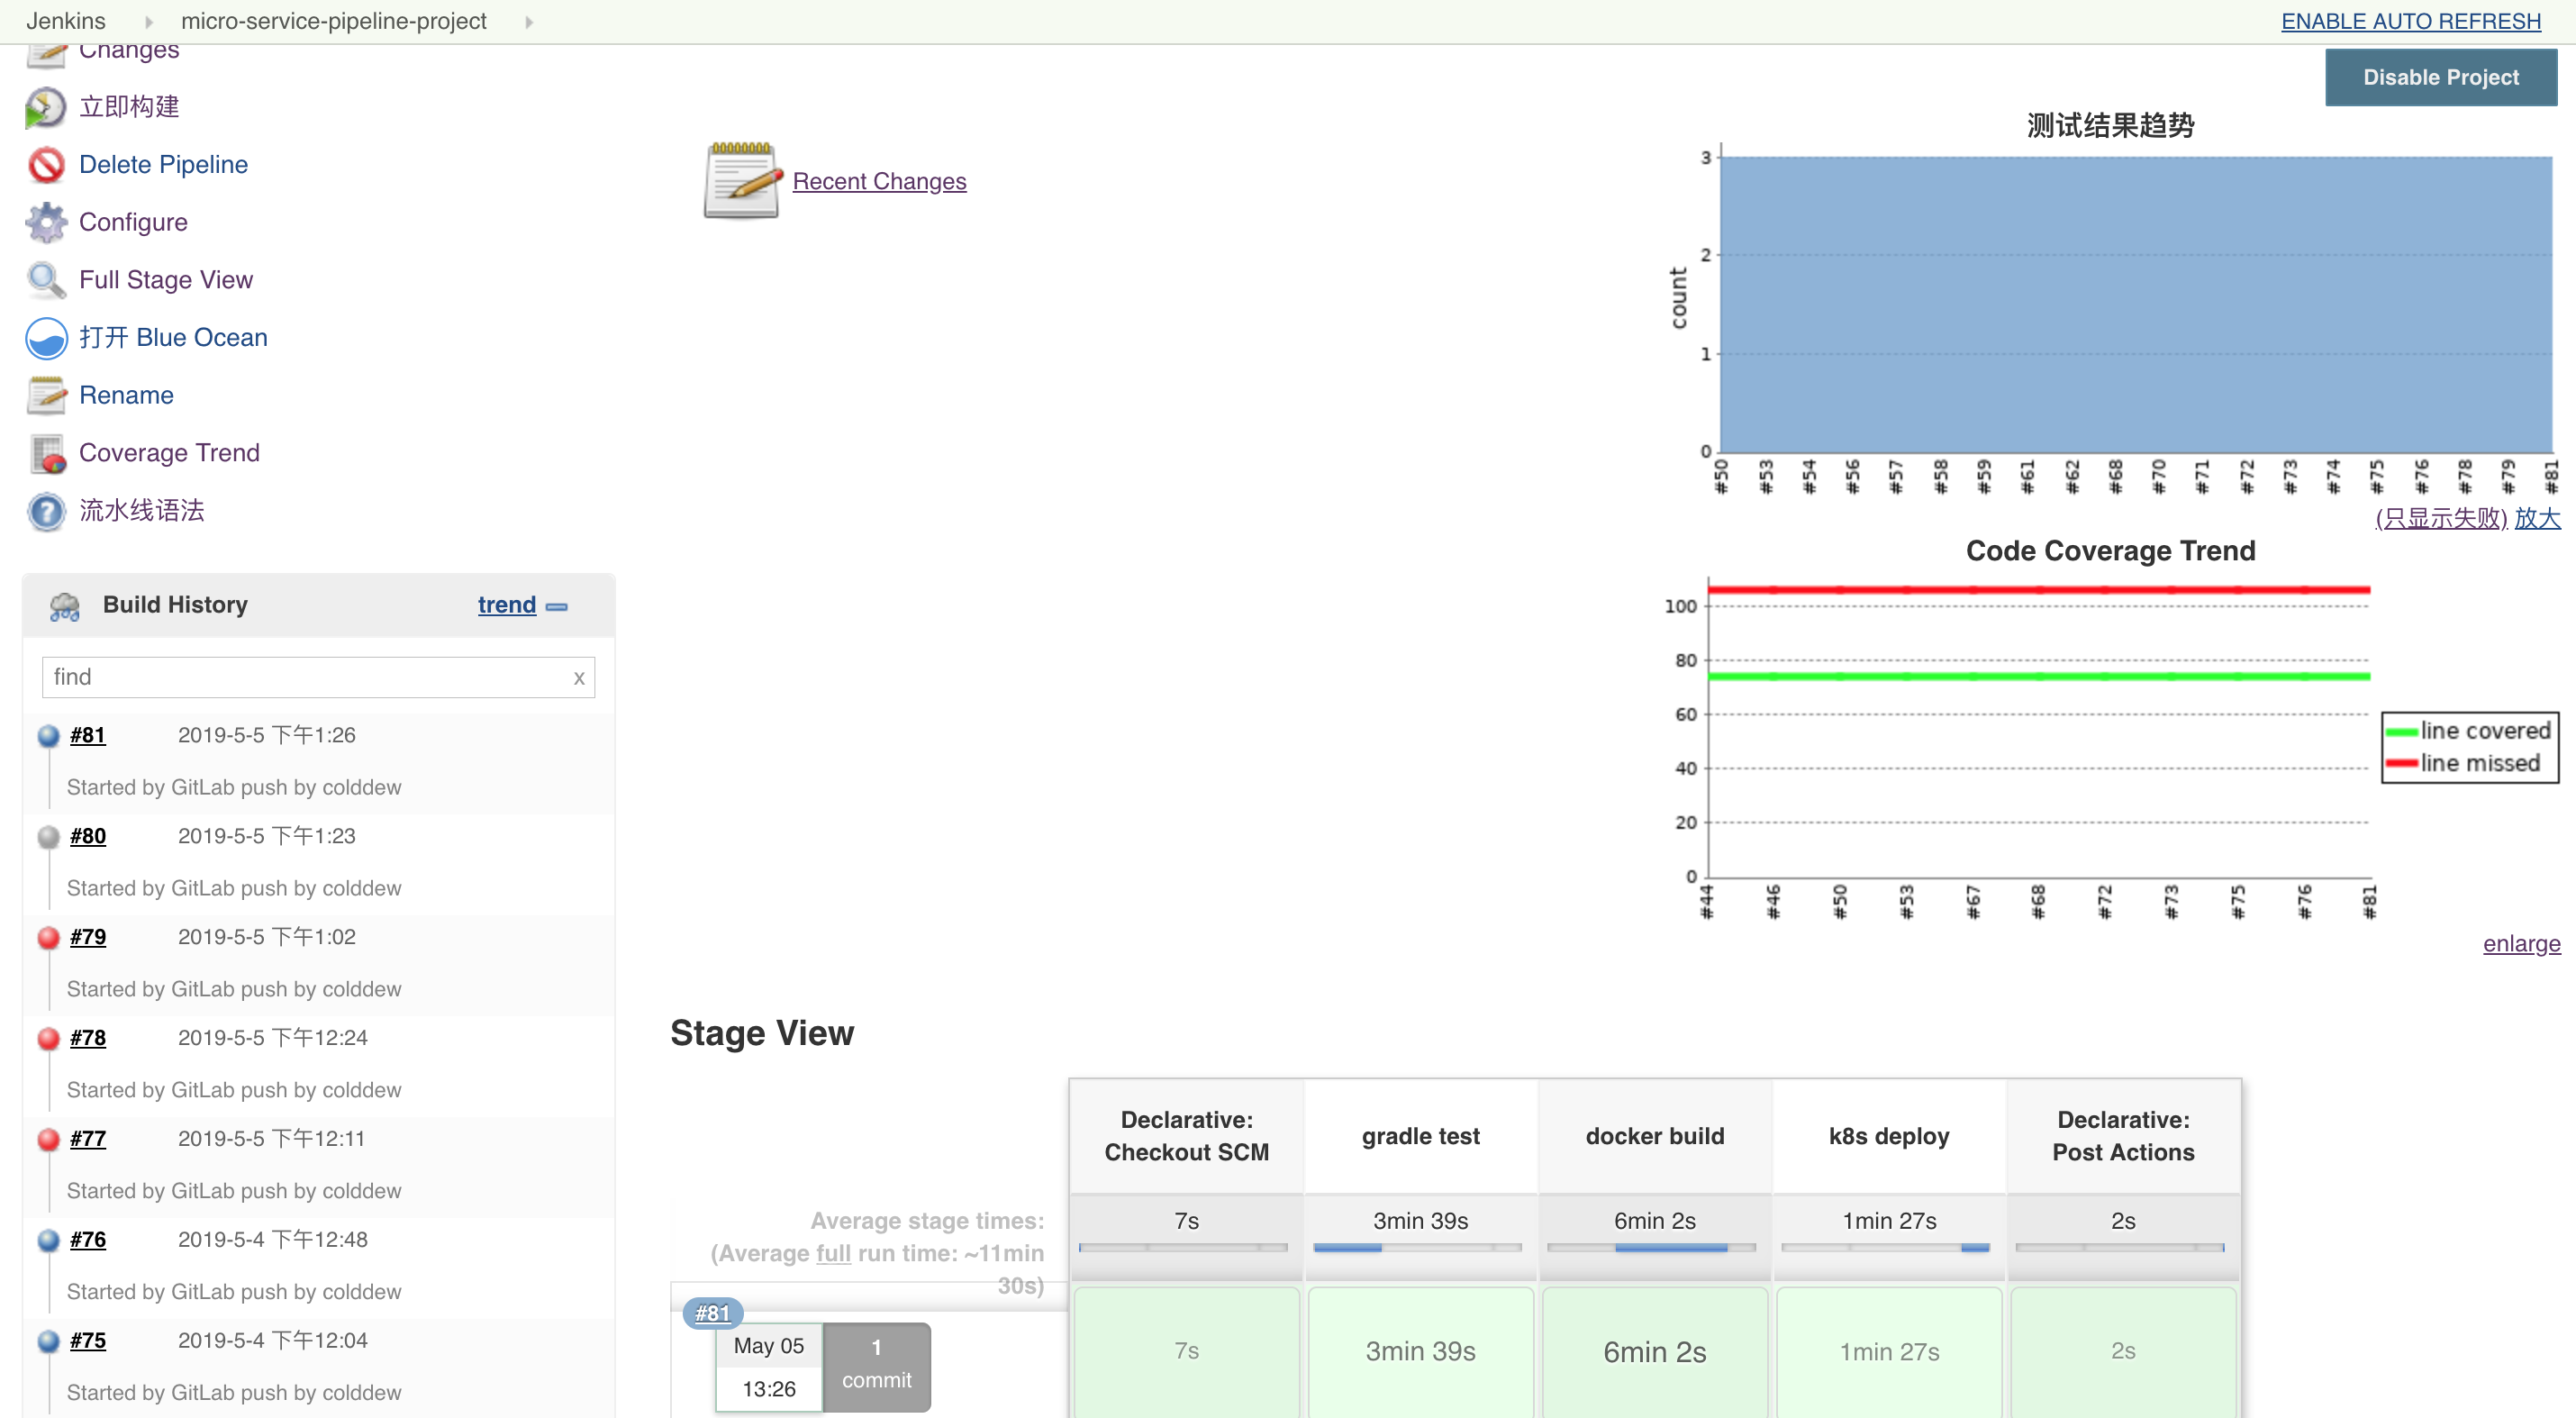 Jenkins
micro-service-pipeline-project
ENABLE AUTO REFRESH
Changes
立即构建
Delete Pipeline
Configure
Full Stage View
打开 Blue Ocean
Rename
Coverage Trend
流水线语法
Build History
trend
find
x
#81 2019-5-5 下午1:26
Started by GitLab push by colddew
#80 2019-5-5 下午1:23
Started by GitLab push by colddew
#79 2019-5-5 下午1:02
Started by GitLab push by colddew
#78 2019-5-5 下午12:24
Started by GitLab push by colddew
#77 2019-5-5 下午12:11
Started by GitLab push by colddew
#76 2019-5-4 下午12:48
Started by GitLab push by colddew
#75 2019-5-4 下午12:04
Started by GitLab push by colddew
Recent Changes
Disable Project
测试结果趋势
count
3
2
1
0
#50 #53 #54 #56 #57 #58 #59 #61 #62 #68 #70 #71 #72 #73 #74 #75 #76 #78 #79 #81
(只显示失败) 放大
Code Coverage Trend
100
80
60
40
20
0
#44 #46 #50 #53 #67 #68 #72 #73 #75 #76 #81
line covered
line missed
enlarge
Stage View
Declarative:
Checkout SCM
gradle test
docker build
k8s deploy
Declarative:
Post Actions
Average stage times:
(Average full run time: ~11min
30s)
7s
3min 39s
6min 2s
1min 27s
2s
#81
May 05
13:26
1
commit
7s
3min 39s
6min 2s
1min 27s
2s